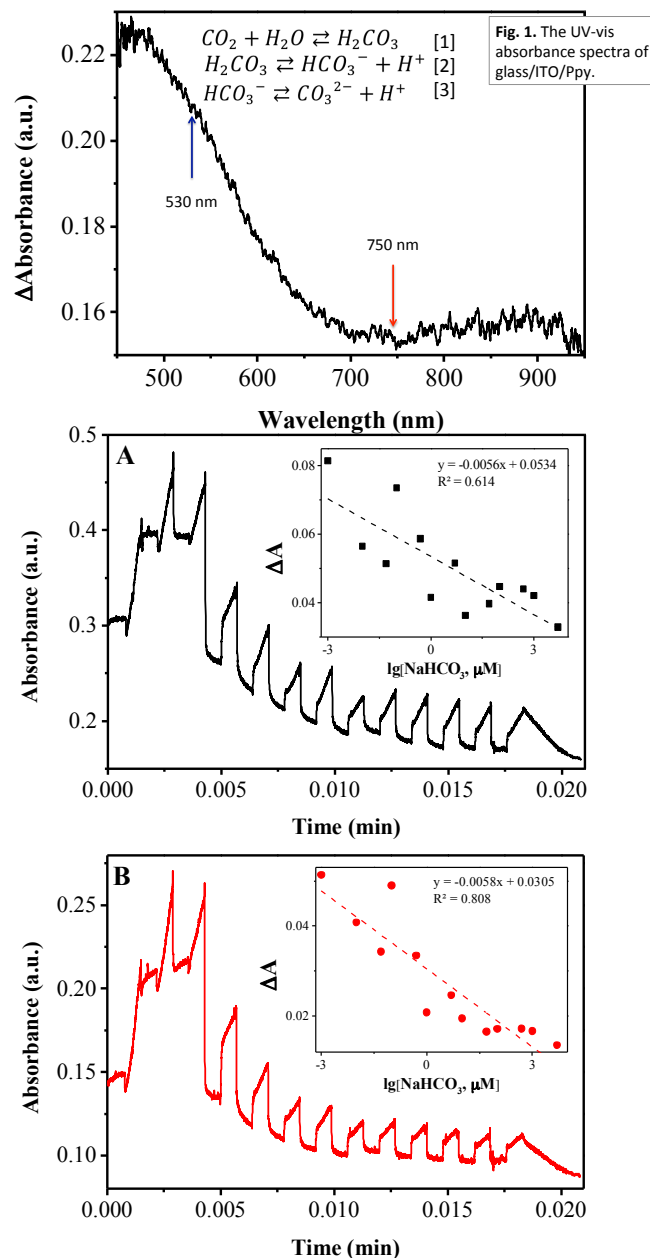 CO₂ + H₂O ⇄ H₂CO₃ [1]
H₂CO₃ ⇄ HCO₃⁻ + H⁺ [2]
HCO₃⁻ ⇄ CO₃²⁻ + H⁺ [3]
Fig. 1. The UV-vis
absorbance spectra of
glass/ITO/Ppy.
0.22
0.20
0.18
0.16
ΔAbsorbance (a.u.)
530 nm
750 nm
500 600 700 800 900
Wavelength (nm)
A
0.5
0.4
0.3
0.2
Absorbance (a.u.)
y = -0.0056x + 0.0534
R² = 0.614
0.08
0.06
0.04
ΔA
-3 0 3
lg[NaHCO₃, µM]
0.000 0.005 0.010 0.015 0.020
Time (min)
B
0.25
0.20
0.15
0.10
Absorbance (a.u.)
y = -0.0058x + 0.0305
R² = 0.808
0.04
0.02
ΔA
-3 0 3
lg[NaHCO₃, µM]
0.000 0.005 0.010 0.015 0.020
Time (min)